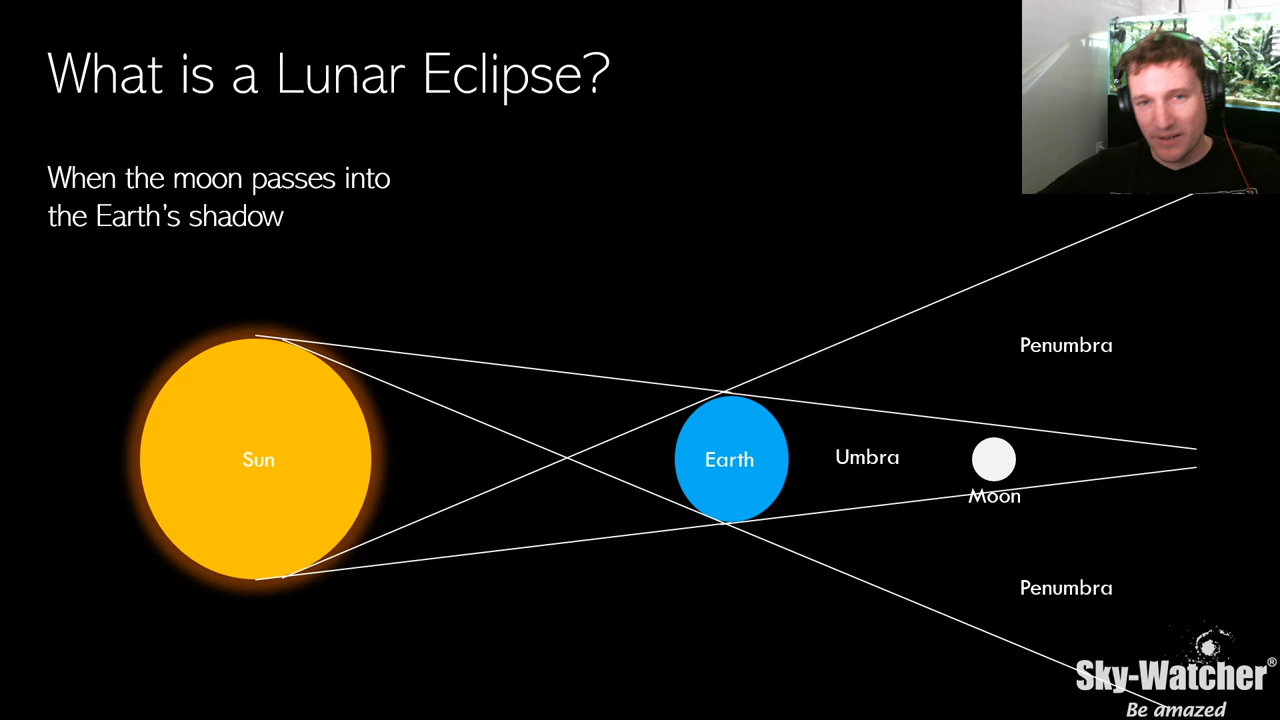 What is a Lunar Eclipse?
When the moon passes into
the Earth's shadow
Penumbra
Sun
Earth
Umbra
Moon
Penumbra
Sky-Watcher®
Be amazed